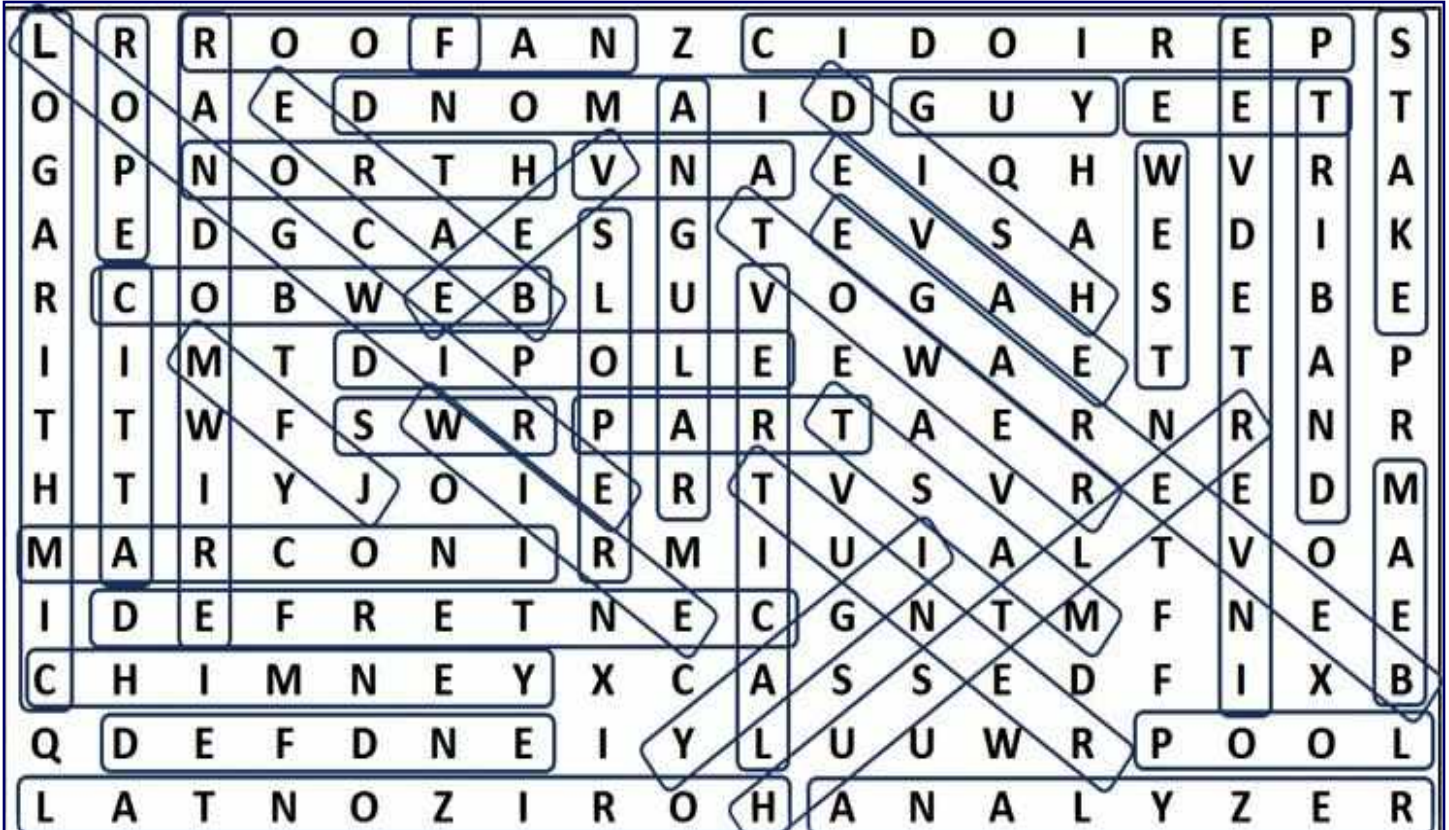 L R R O O F A N Z C I D O I R E P S
O O A E D N O M A I D G U Y E E T T
G P N O R T H V N A E I Q H W V R A
A E D G C A E S G T E V S A E D I K
R C O B W E B L U V O G A H S E B E
I I M T D I P O L E E W A E T T A P
T T W F S W R P A R T A E R N R N R
H T I Y J O I E R T V S V R E E D M
M A R C O N I R M I U I A L T V O A
I D E F R E T N E C G N T M F N E E
C H I M N E Y X C A S S E D F I X B
Q D E F D N E I Y L U U W R P O O L
L A T N O Z I R O H A N A L Y Z E R